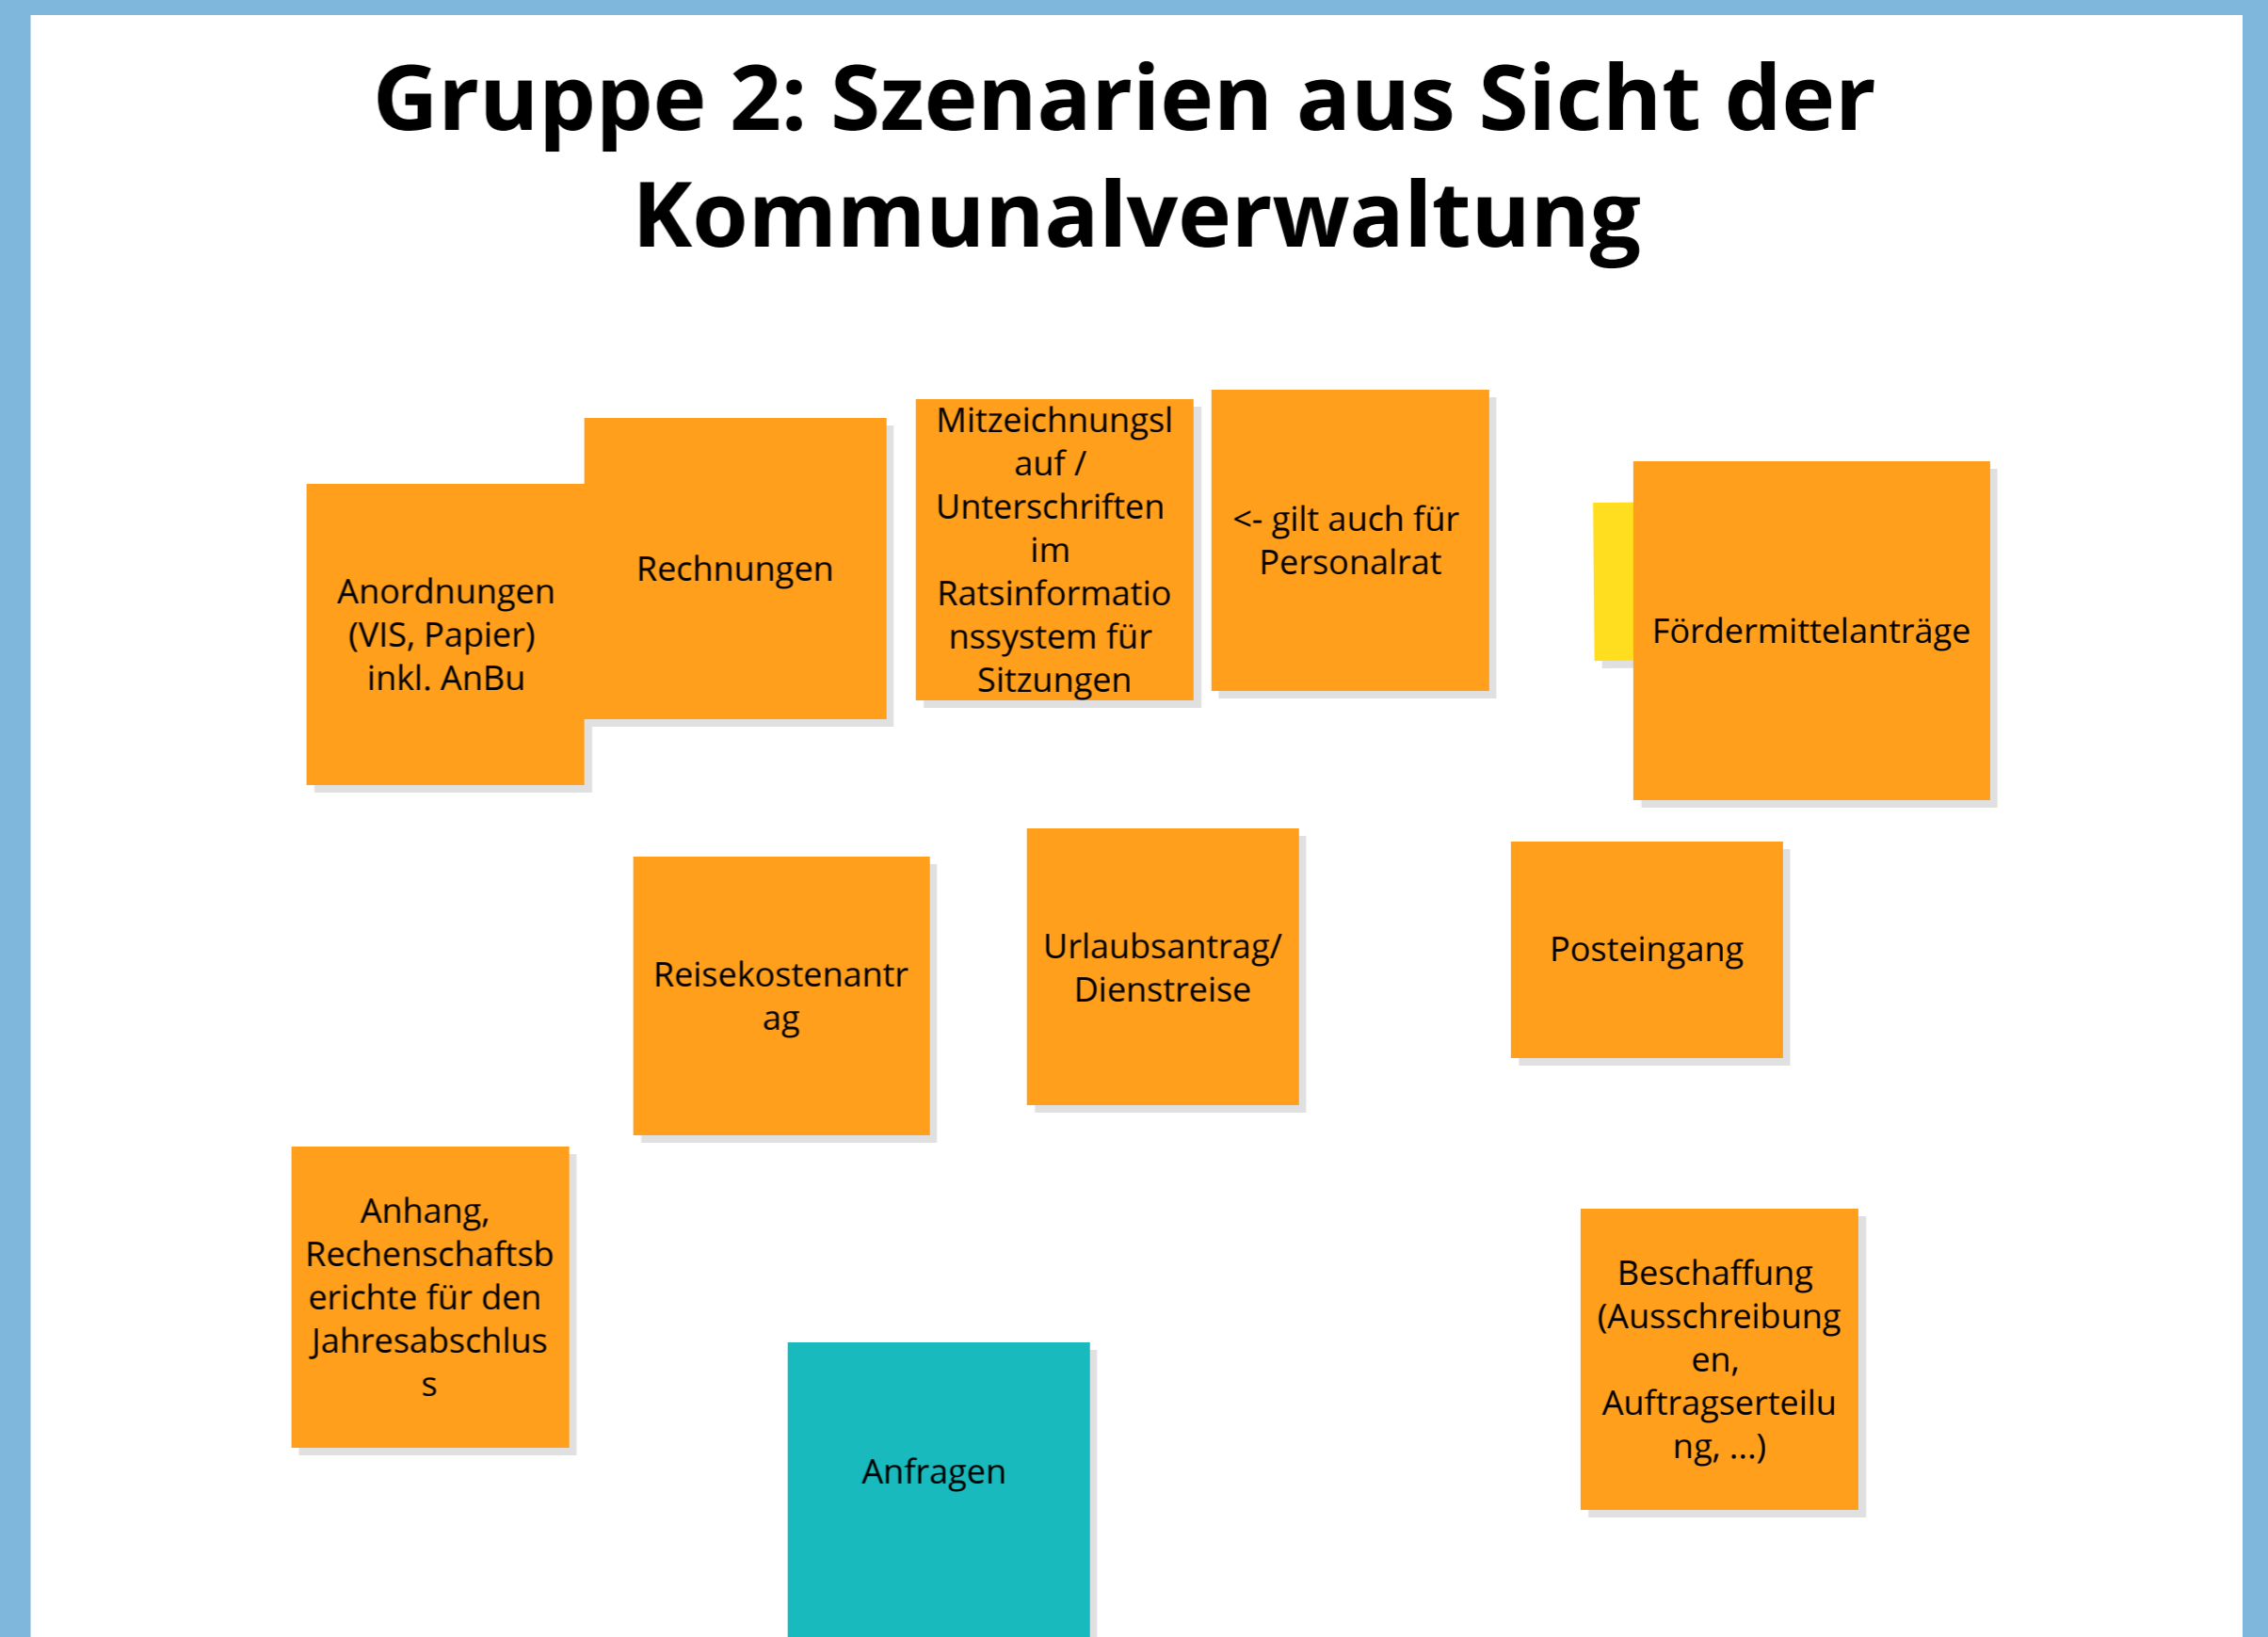 Gruppe 2: Szenarien aus Sicht der
Kommunalverwaltung
Anordnungen
(VIS, Papier)
inkl. AnBu
Rechnungen
Mitzeichnungsl
auf /
Unterschriften
im
Ratsinformatio
nssystem für
Sitzungen
<- gilt auch für
Personalrat
Fördermittelanträge
Reisekostenantr
ag
Urlaubsantrag/
Dienstreise
Posteingang
Anhang,
Rechenschaftsb
erichte für den
Jahresabschlus
s
Anfragen
Beschaffung
(Ausschreibung
en,
Auftragserteilu
ng, ...)